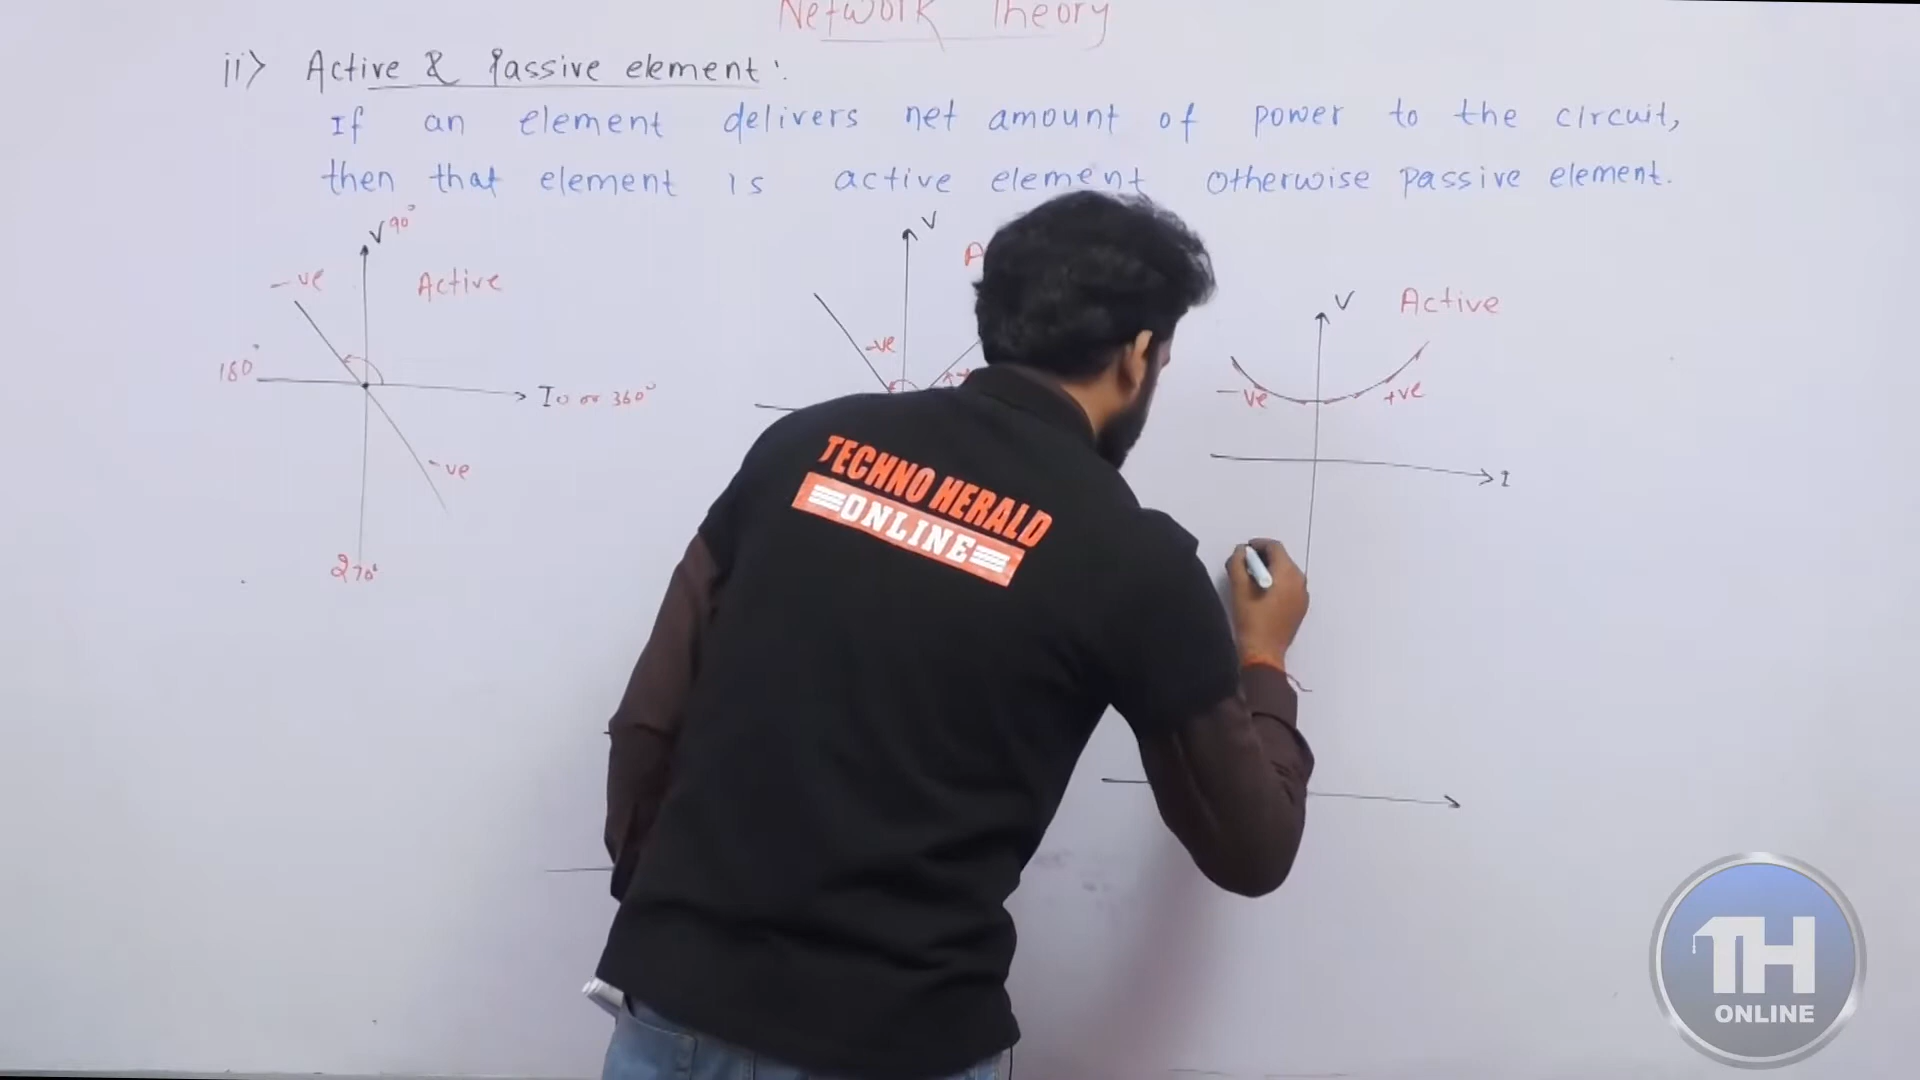 Network Theory
ii> Active & Passive element :
If an element delivers net amount of power to the circuit,
then that element is active element otherwise passive element.
V 90°
-ve Active
180°
I 0 or 360°
-ve
270°
V
-ve
V Active
-ve +ve
I
TECHNO HERALD
ONLINE
TH
ONLINE